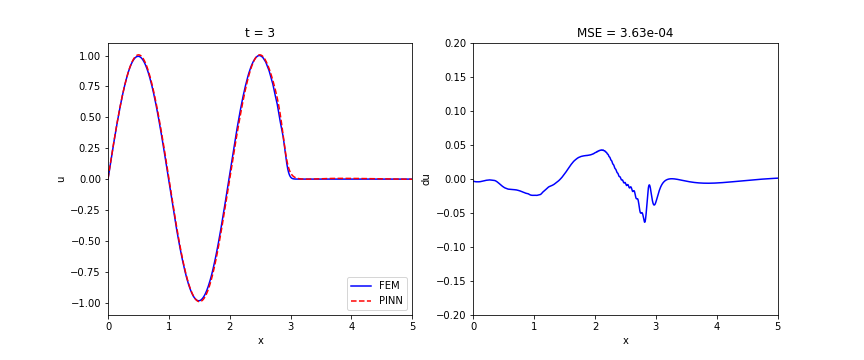 t = 3
u
1.00
0.75
0.50
0.25
0.00
−0.25
−0.50
−0.75
−1.00
FEM
PINN
0 1 2 3 4 5
x
MSE = 3.63e-04
du
0.20
0.15
0.10
0.05
0.00
−0.05
−0.10
−0.15
−0.20
0 1 2 3 4 5
x